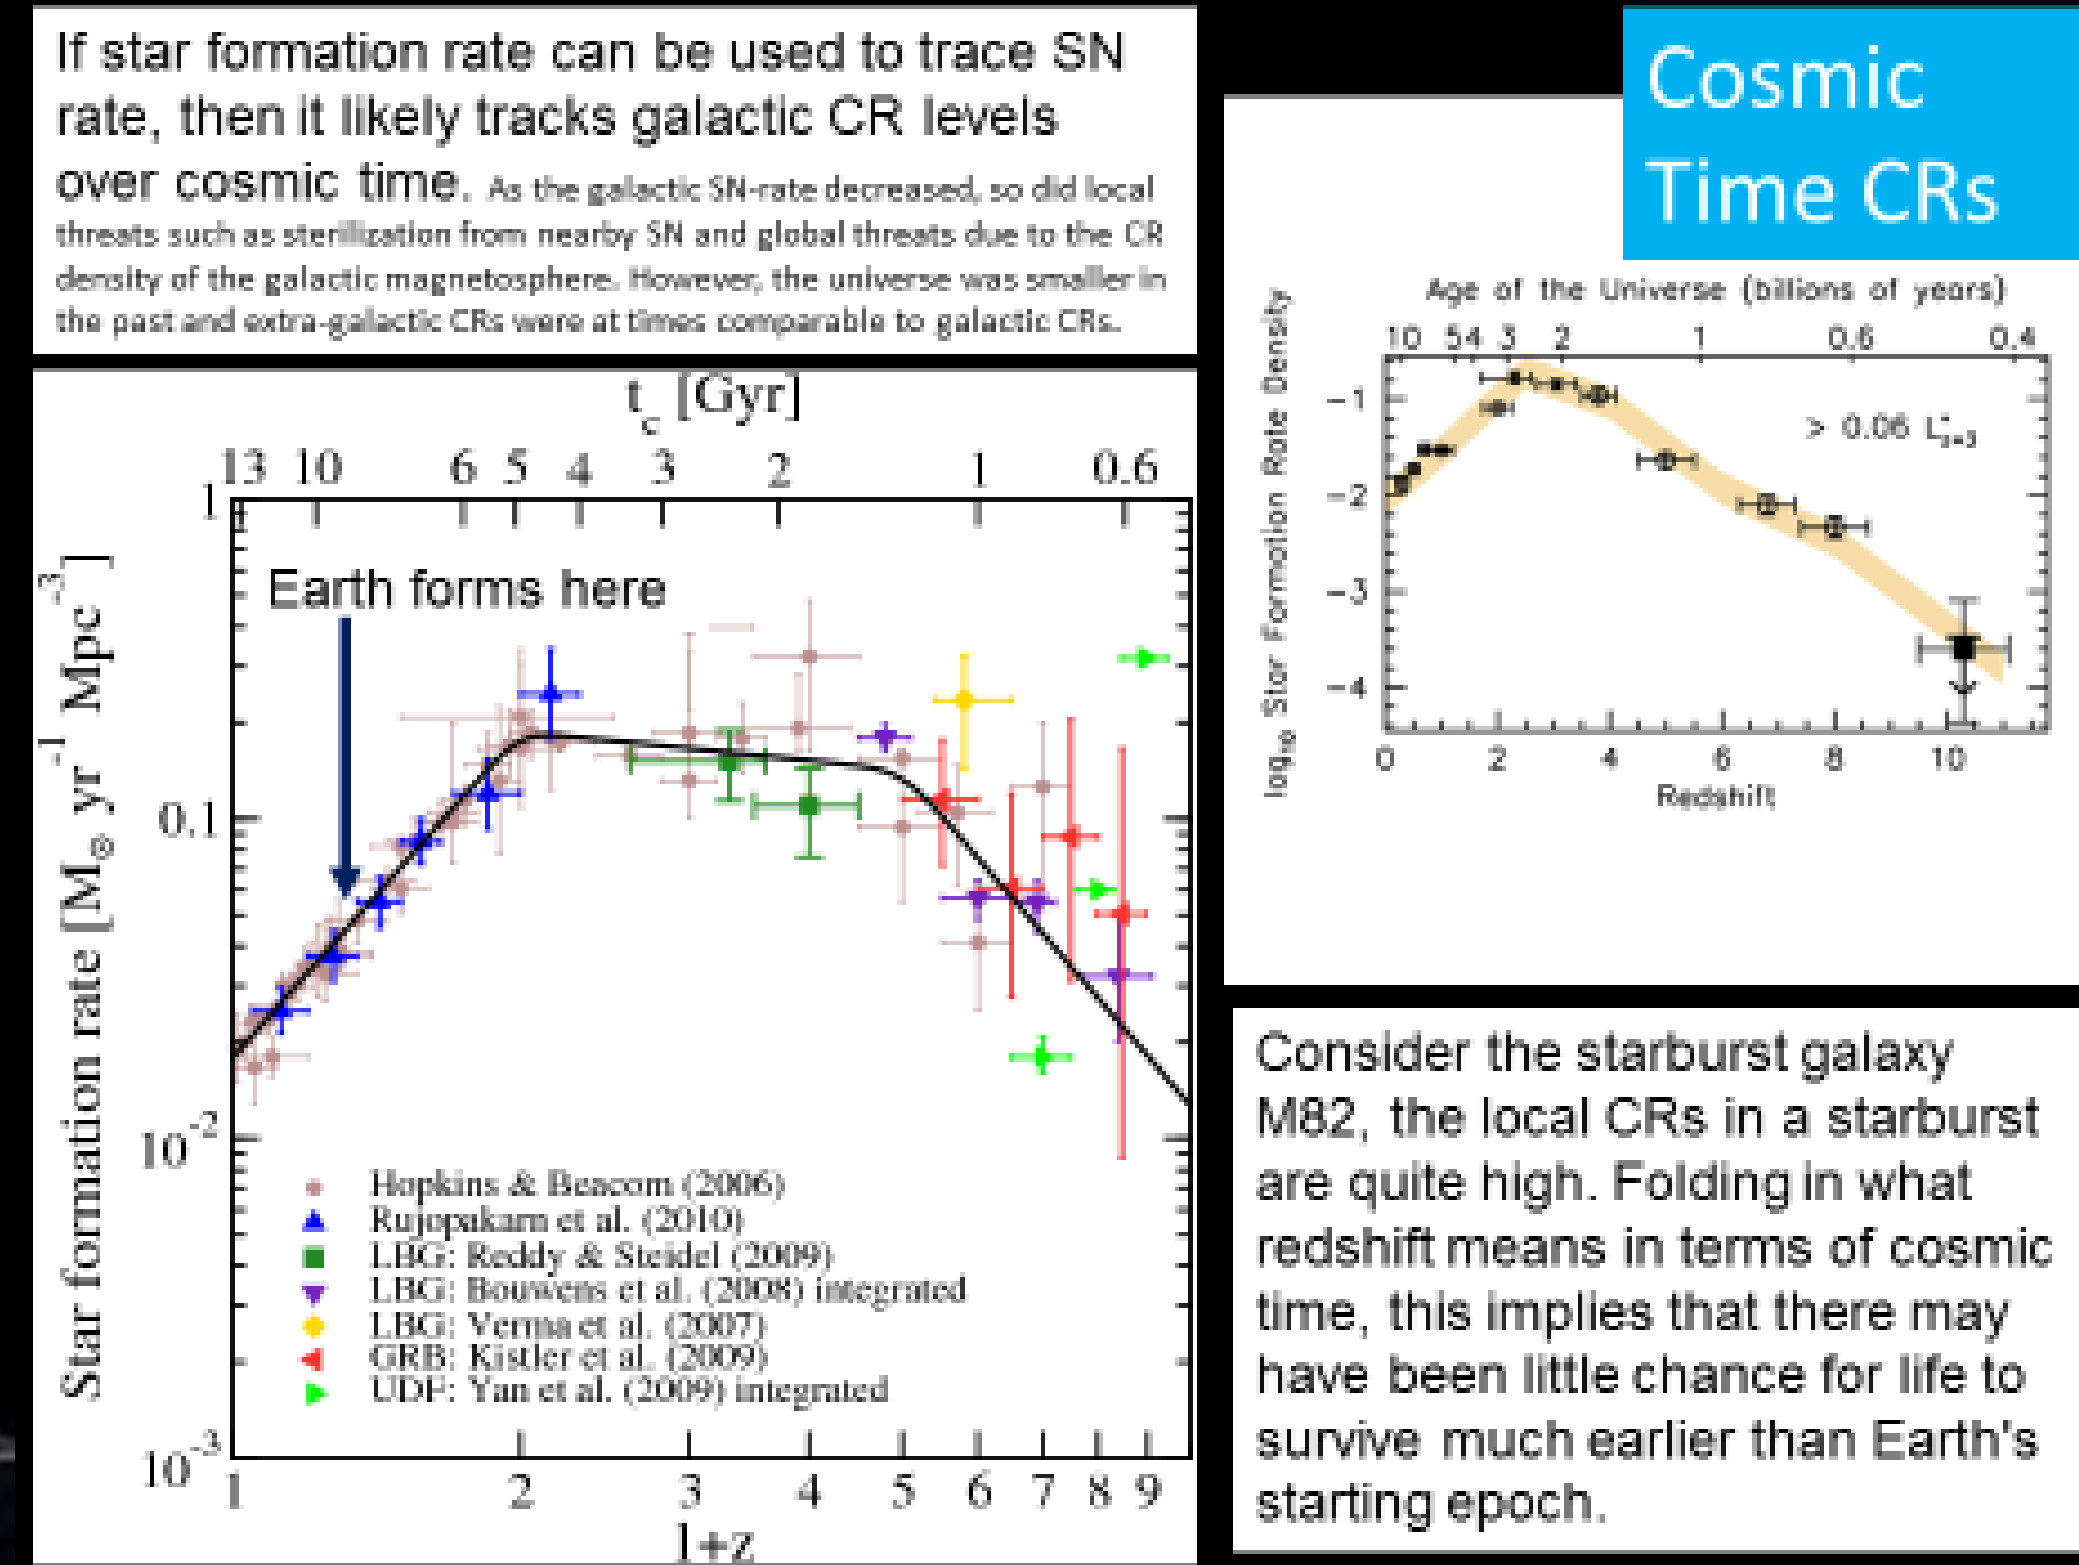 If star formation rate can be used to trace SN
rate, then it likely tracks galactic CR levels
over cosmic time. As the galactic SN-rate decreased, so did local
threats such as sterilization from nearby SN and global threats due to the CR
density of the galactic magnetosphere. However, the universe was smaller in
the past and extra-galactic CRs were at times comparable to galactic CRs.
Cosmic
Time CRs
t_c [Gyr]
13 10 6 5 4 3 2 1 0.6
Star formation rate [M⊙ yr⁻¹ Mpc⁻³]
1
0.1
10⁻²
10⁻³
Earth forms here
Hopkins & Beacom (2006)
Rujopakarn et al. (2010)
LBG: Reddy & Steidel (2009)
LBG: Bouwens et al. (2008) integrated
LBG: Verma et al. (2007)
GRB: Kistler et al. (2009)
UDF: Yan et al. (2009) integrated
1 2 3 4 5 6 7 8 9
1+z
Age of the Universe (billions of years)
10 5 4 3 2 1 0.6 0.4
log₁₀ Star Formation Rate Density
-1
-2
-3
-4
> 0.06 L*z=3
0 2 4 6 8 10
Redshift
Consider the starburst galaxy
M82, the local CRs in a starburst
are quite high. Folding in what
redshift means in terms of cosmic
time, this implies that there may
have been little chance for life to
survive much earlier than Earth's
starting epoch.